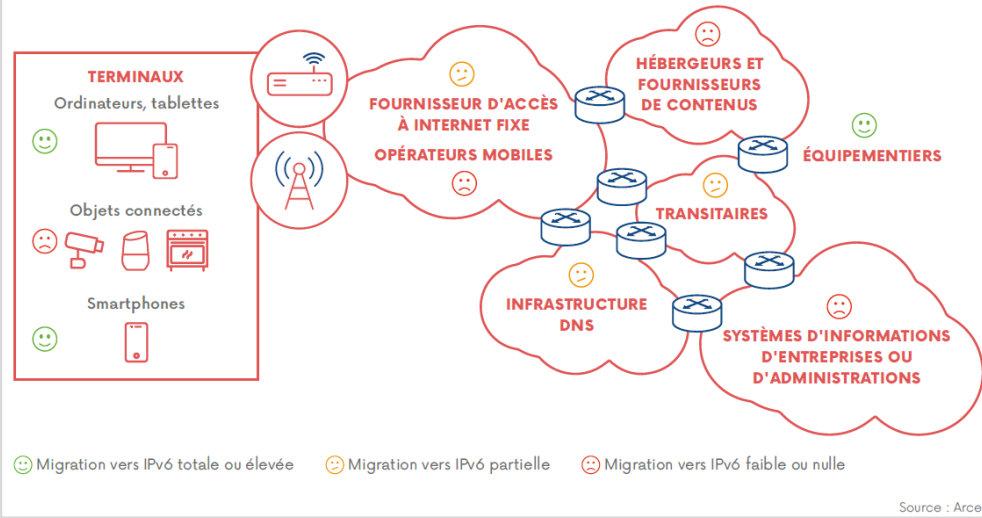 TERMINAUX
Ordinateurs, tablettes
Objets connectés
Smartphones
FOURNISSEUR D'ACCÈS
À INTERNET FIXE
OPÉRATEURS MOBILES
HÉBERGEURS ET
FOURNISSEURS
DE CONTENUS
ÉQUIPEMENTIERS
TRANSITAIRES
INFRASTRUCTURE
DNS
SYSTÈMES D'INFORMATIONS
D'ENTREPRISES OU
D'ADMINISTRATIONS
Migration vers IPv6 totale ou élevée
Migration vers IPv6 partielle
Migration vers IPv6 faible ou nulle
Source : Arce